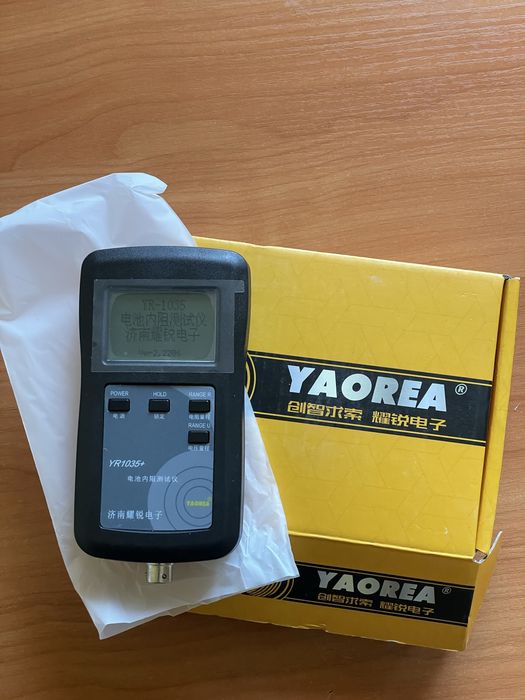 YR-1035
电池内阻测试仪
济南耀锐电子
POWER HOLD RANGE R
电源 锁定 电阻量程
RANGE U
电压量程
YR1035+
电池内阻测试仪
济南耀锐电子
YAOREA
YAOREA®
创智求索 耀锐电子
YAOREA®
创智求索 耀锐电子